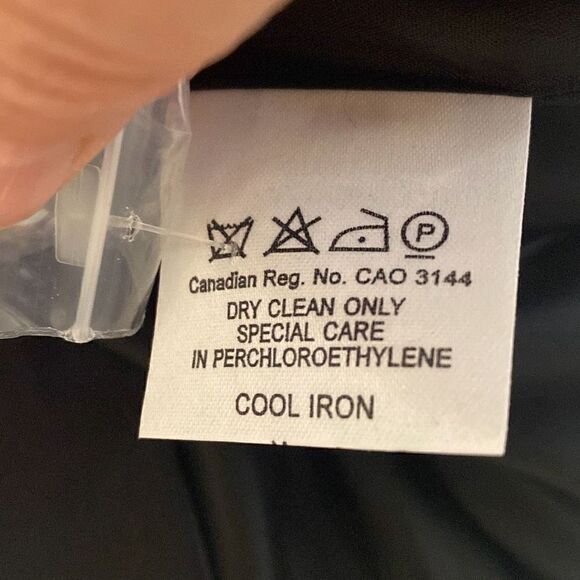 P
Canadian Reg. No. CAO 3144
DRY CLEAN ONLY
SPECIAL CARE
IN PERCHLOROETHYLENE
COOL IRON